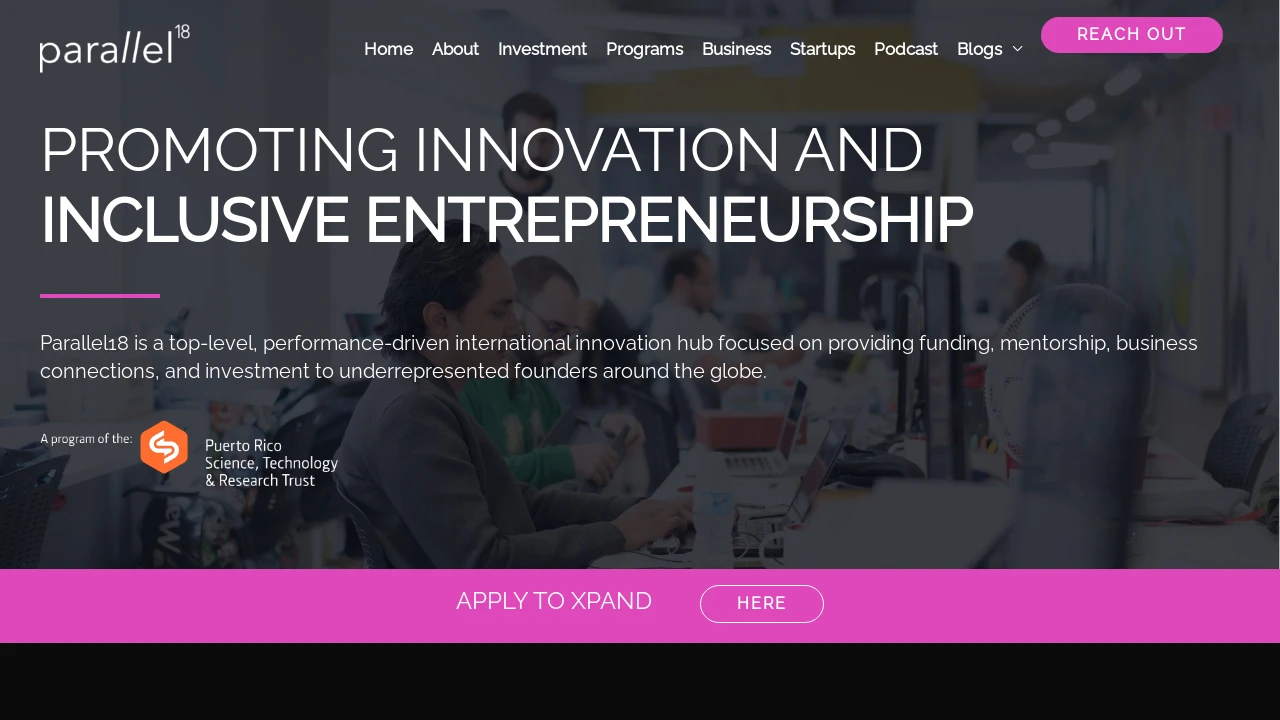 parallel18
Home About Investment Programs Business Startups Podcast Blogs
REACH OUT
PROMOTING INNOVATION AND
INCLUSIVE ENTREPRENEURSHIP
Parallel18 is a top-level, performance-driven international innovation hub focused on providing funding, mentorship, business
connections, and investment to underrepresented founders around the globe.
A program of the:
Puerto Rico
Science, Technology
& Research Trust
APPLY TO XPAND
HERE